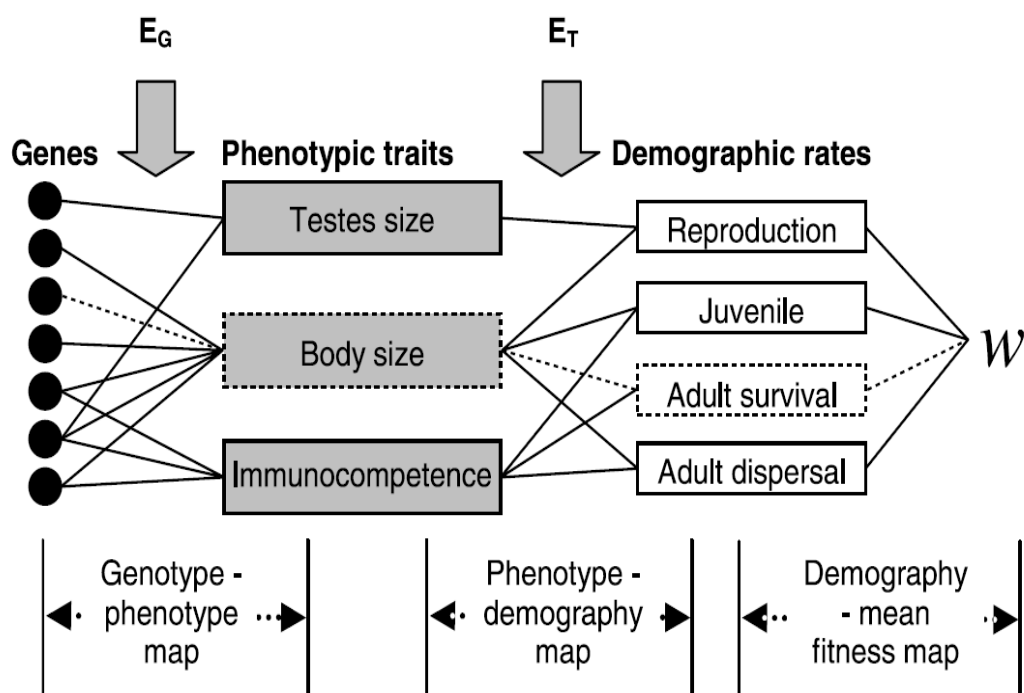 E_G
E_T
Genes
Phenotypic traits
Demographic rates
Testes size
Body size
Immunocompetence
Reproduction
Juvenile
Adult survival
Adult dispersal
w
Genotype -
phenotype
map
Phenotype -
demography
map
Demography
- mean
fitness map